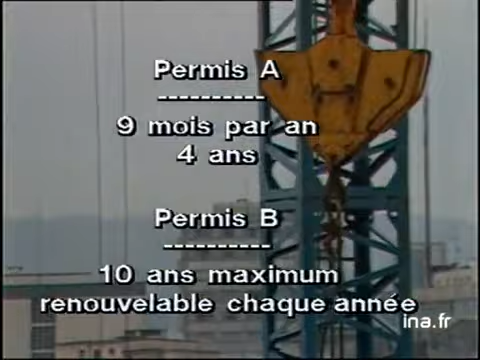 Permis A
----------
9 mois par an
4 ans
Permis B
----------
10 ans maximum
renouvelable chaque année
ina.fr